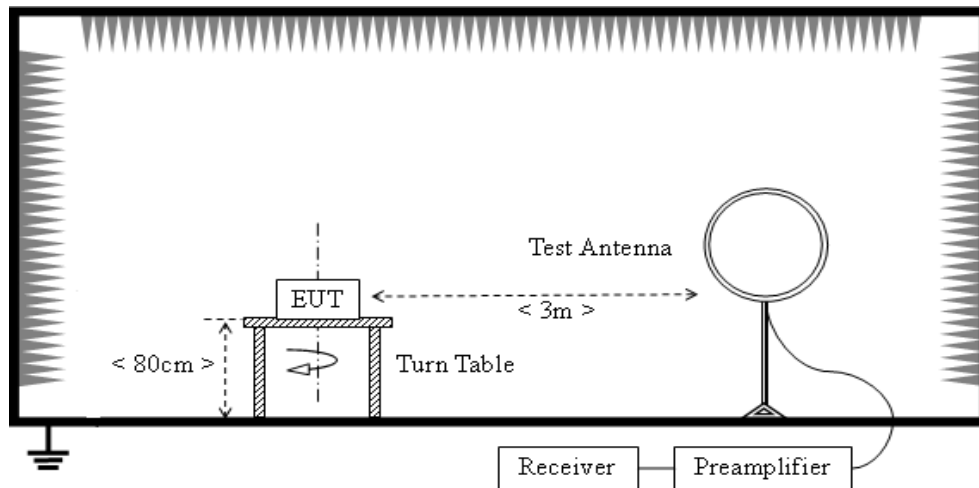 Test Antenna
EUT
< 3m >
< 80cm >
Turn Table
Receiver
Preamplifier